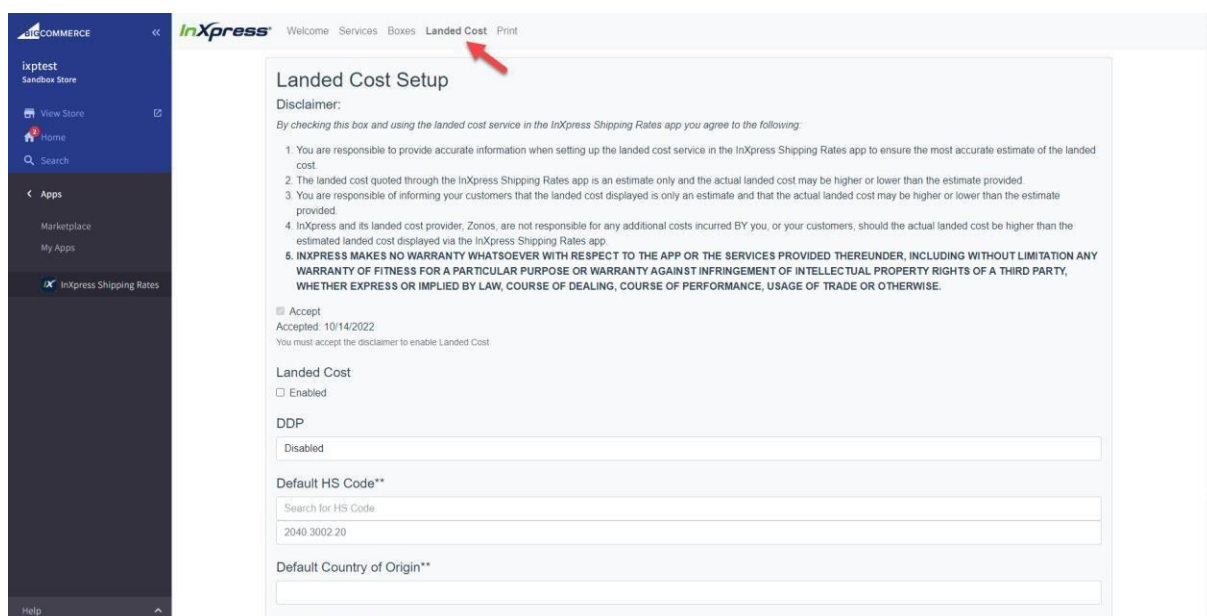 BIGCOMMERCE «
InXpress Welcome Services Boxes Landed Cost Print
ixptest
Sandbox Store
View Store
2
Home
Search
Apps
Marketplace
My Apps
IX InXpress Shipping Rates
Help
Landed Cost Setup
Disclaimer:
By checking this box and using the landed cost service in the InXpress Shipping Rates app you agree to the following:
1. You are responsible to provide accurate information when setting up the landed cost service in the InXpress Shipping Rates app to ensure the most accurate estimate of the landed
cost.
2. The landed cost quoted through the InXpress Shipping Rates app is an estimate only and the actual landed cost may be higher or lower than the estimate provided.
3. You are responsible of informing your customers that the landed cost displayed is only an estimate and that the actual landed cost may be higher or lower than the estimate
provided.
4. InXpress and its landed cost provider, Zonos, are not responsible for any additional costs incurred BY you, or your customers, should the actual landed cost be higher than the
estimated landed cost displayed via the InXpress Shipping Rates app.
5. INXPRESS MAKES NO WARRANTY WHATSOEVER WITH RESPECT TO THE APP OR THE SERVICES PROVIDED THEREUNDER, INCLUDING WITHOUT LIMITATION ANY
WARRANTY OF FITNESS FOR A PARTICULAR PURPOSE OR WARRANTY AGAINST INFRINGEMENT OF INTELLECTUAL PROPERTY RIGHTS OF A THIRD PARTY,
WHETHER EXPRESS OR IMPLIED BY LAW, COURSE OF DEALING, COURSE OF PERFORMANCE, USAGE OF TRADE OR OTHERWISE.
Accept
Accepted: 10/14/2022
You must accept the disclaimer to enable Landed Cost
Landed Cost
Enabled
DDP
Disabled
Default HS Code**
Search for HS Code
2040.3002.20
Default Country of Origin**